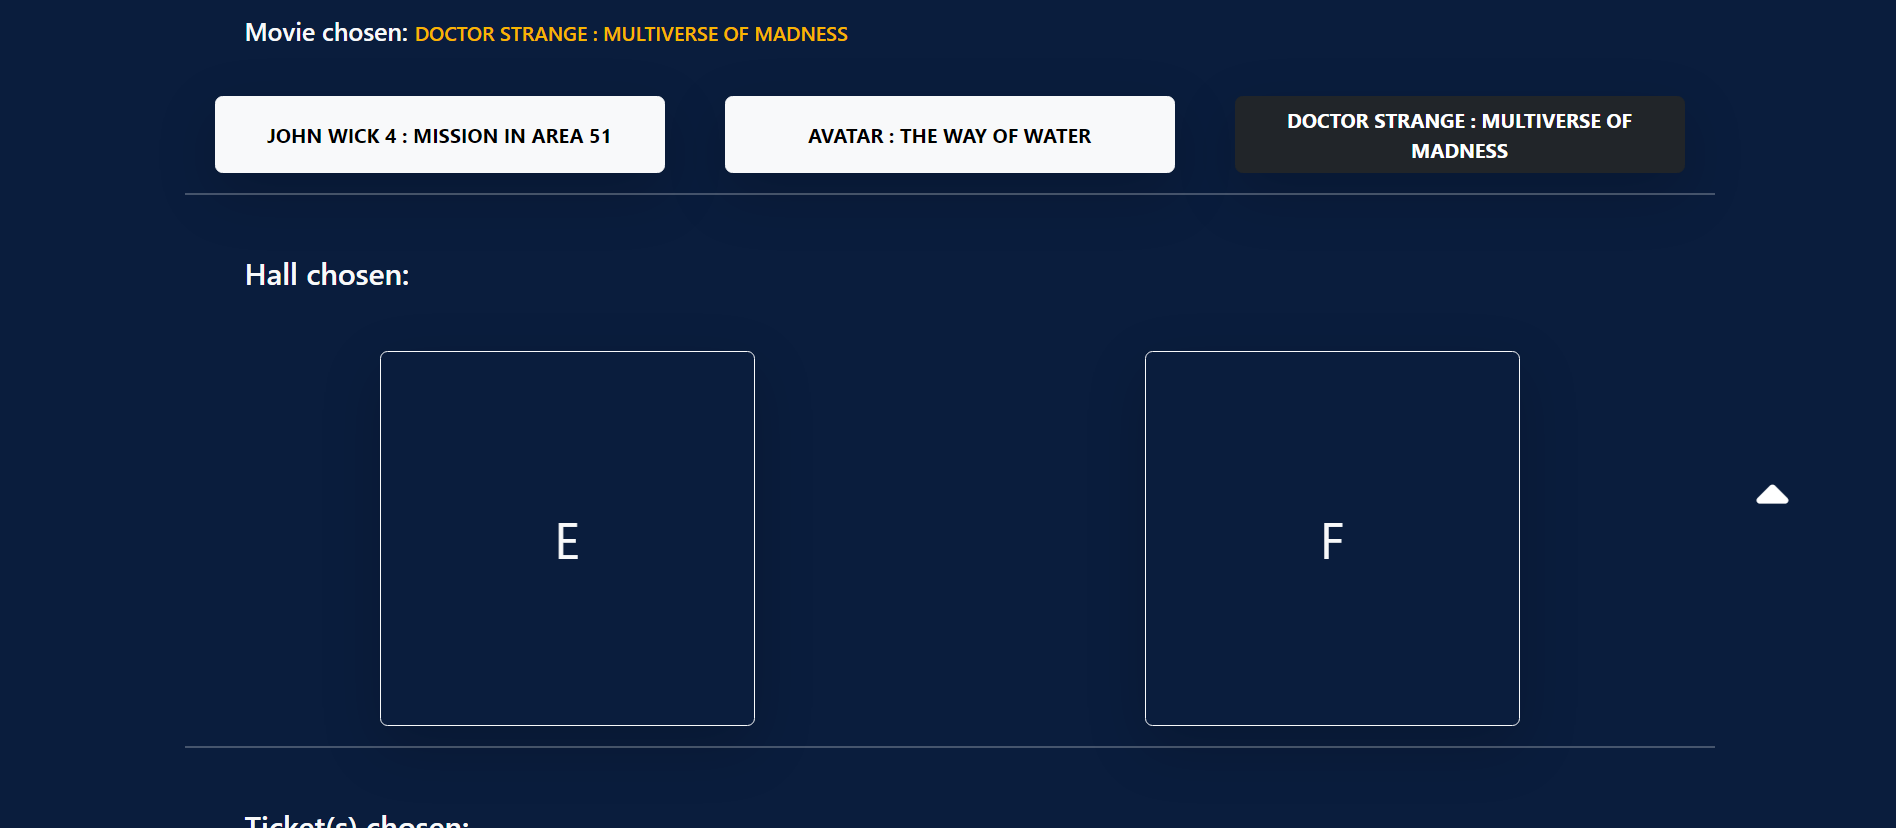 Movie chosen: DOCTOR STRANGE : MULTIVERSE OF MADNESS
JOHN WICK 4 : MISSION IN AREA 51
AVATAR : THE WAY OF WATER
DOCTOR STRANGE : MULTIVERSE OF
MADNESS
Hall chosen:
E
F
Ticket(s) chosen: